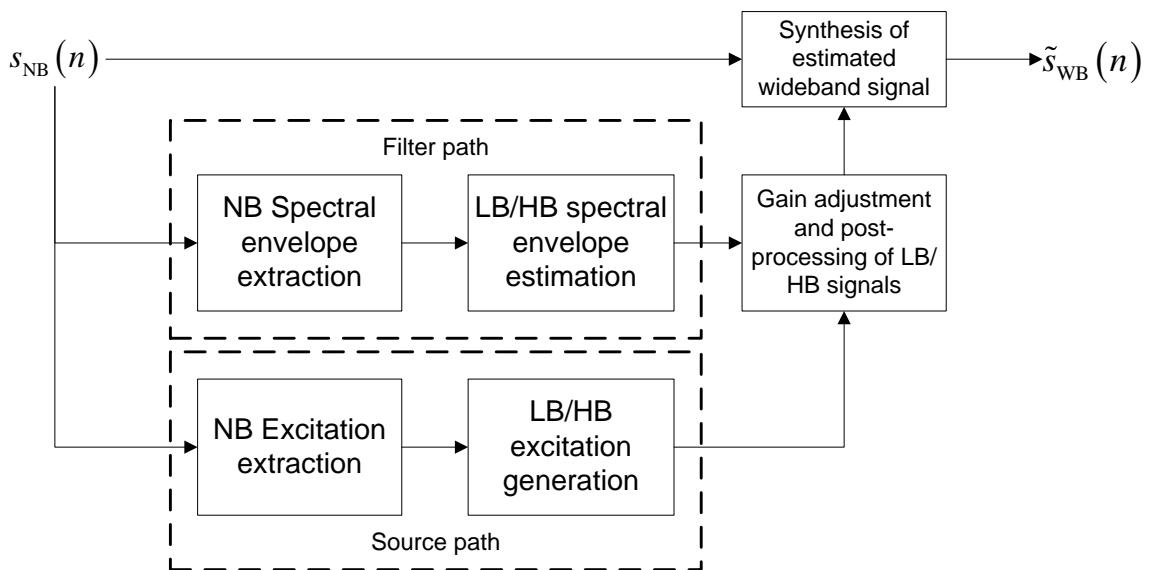 s_NB(n)
Synthesis of
estimated
wideband signal
s̃_WB(n)
Filter path
NB Spectral
envelope
extraction
LB/HB spectral
envelope
estimation
Gain adjustment
and post-
processing of LB/
HB signals
NB Excitation
extraction
LB/HB
excitation
generation
Source path